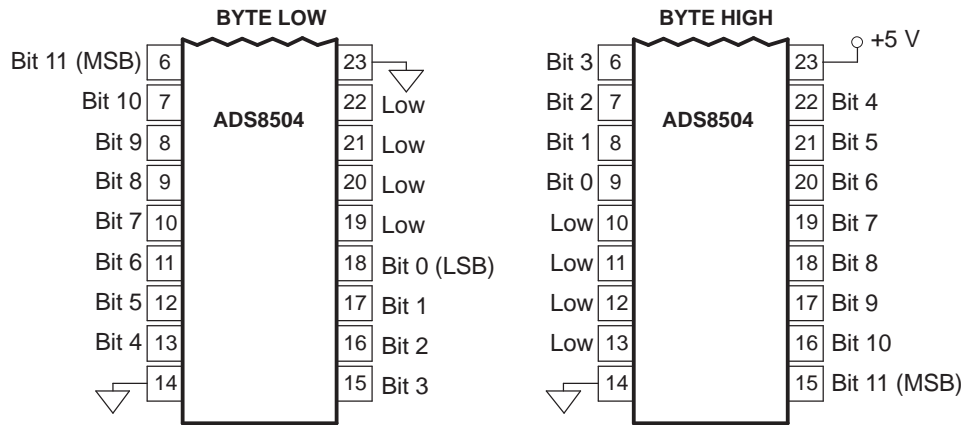 BYTE LOW
Bit 11 (MSB) 6 23
Bit 10 7 ADS8504 22 Low
Bit 9 8 21 Low
Bit 8 9 20 Low
Bit 7 10 19 Low
Bit 6 11 18 Bit 0 (LSB)
Bit 5 12 17 Bit 1
Bit 4 13 16 Bit 2
14 15 Bit 3
BYTE HIGH
+5 V
Bit 3 6 23
Bit 2 7 ADS8504 22 Bit 4
Bit 1 8 21 Bit 5
Bit 0 9 20 Bit 6
Low 10 19 Bit 7
Low 11 18 Bit 8
Low 12 17 Bit 9
Low 13 16 Bit 10
14 15 Bit 11 (MSB)